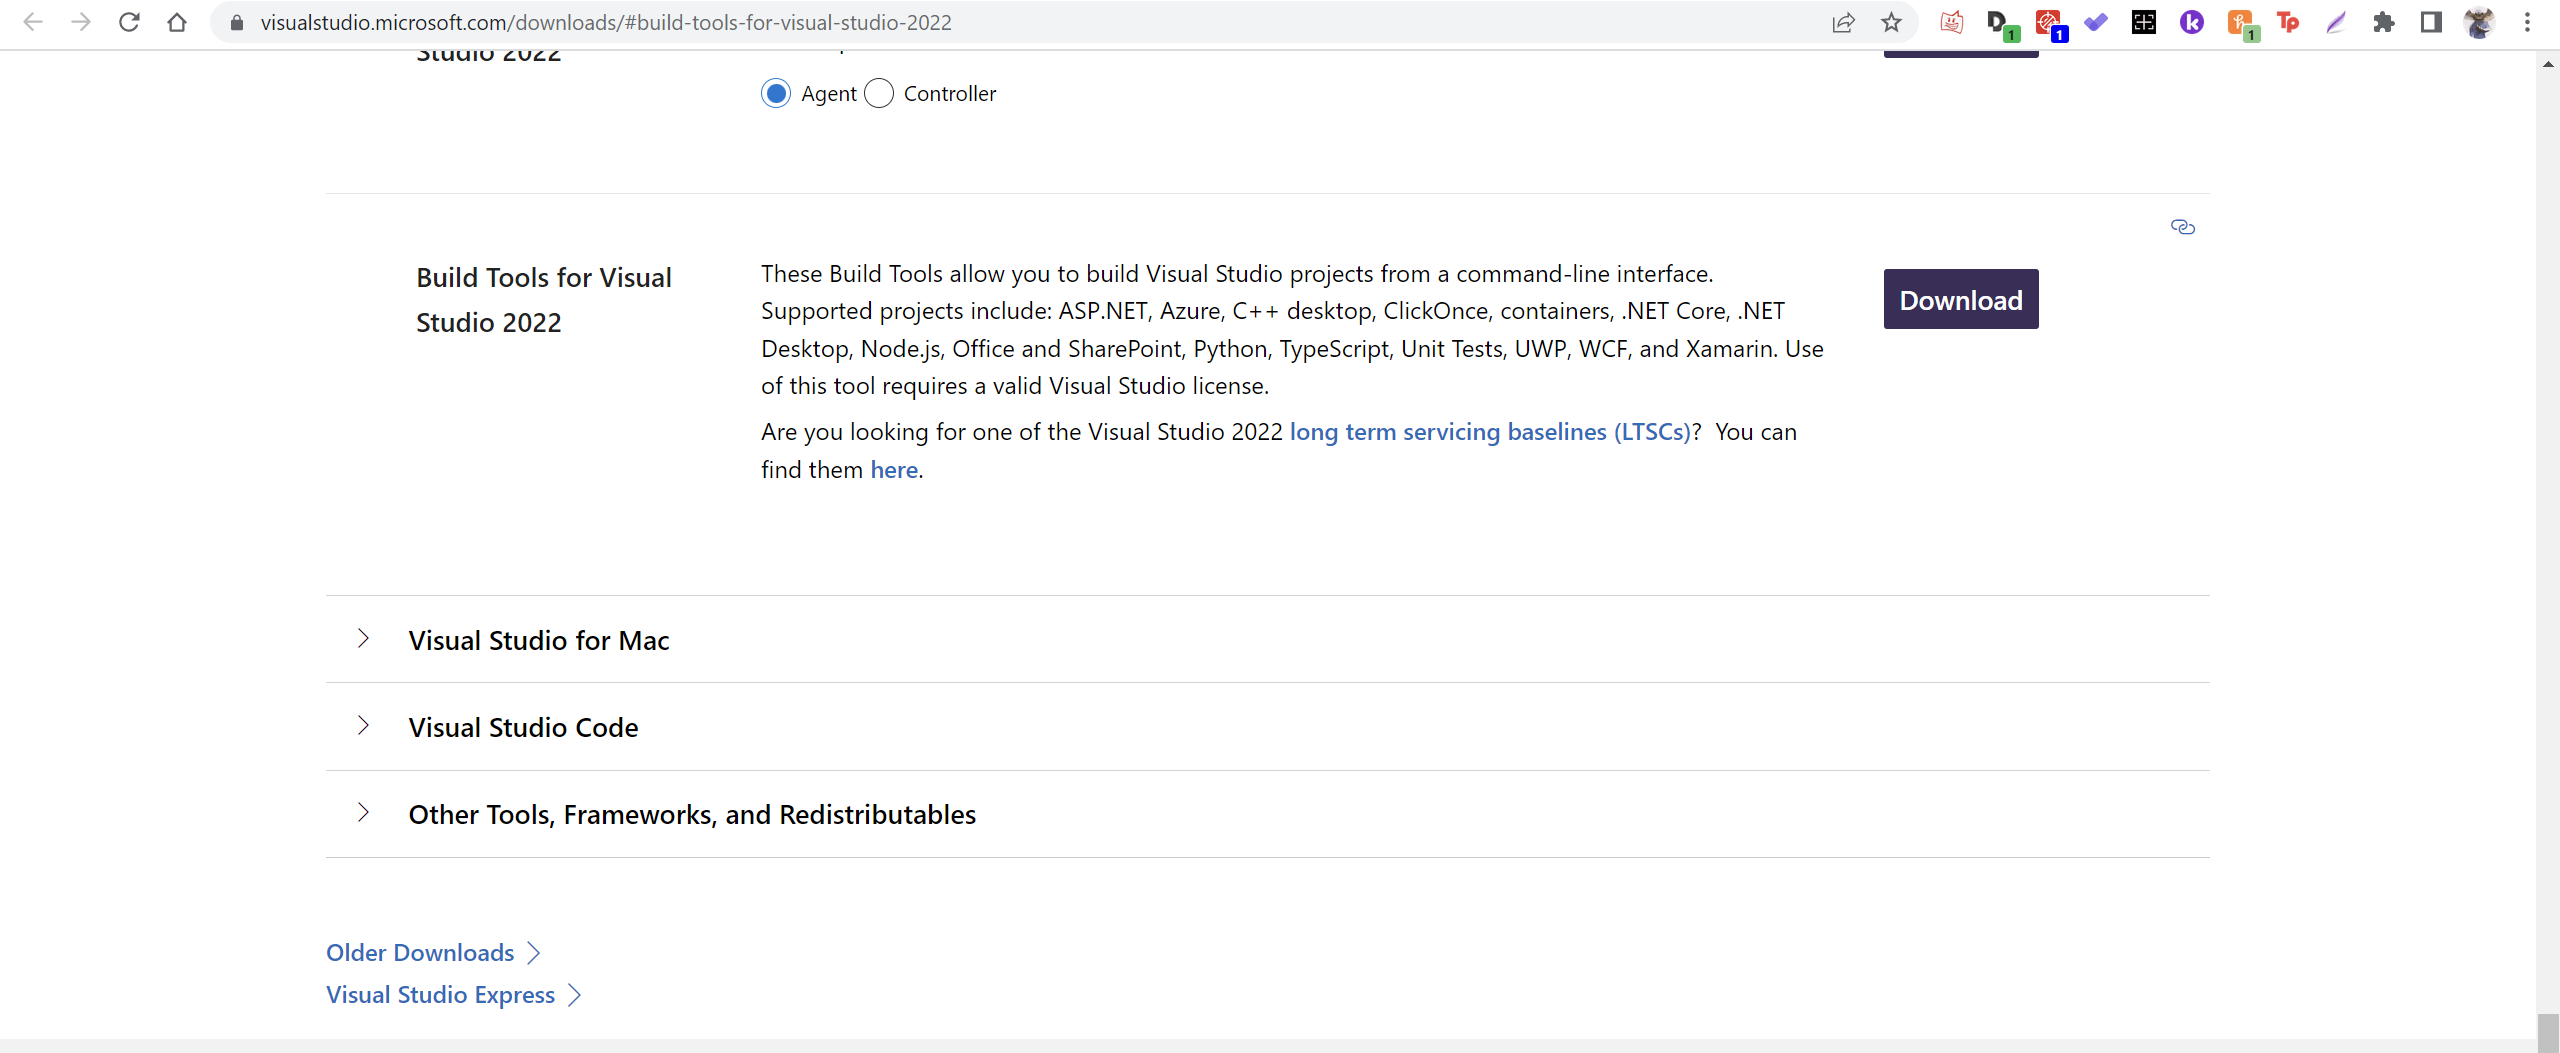 visualstudio.microsoft.com/downloads/#build-tools-for-visual-studio-2022
1
1
k
1
Tp
Studio 2022
Agent Controller
Build Tools for Visual
Studio 2022
These Build Tools allow you to build Visual Studio projects from a command-line interface.
Supported projects include: ASP.NET, Azure, C++ desktop, ClickOnce, containers, .NET Core, .NET
Desktop, Node.js, Office and SharePoint, Python, TypeScript, Unit Tests, UWP, WCF, and Xamarin. Use
of this tool requires a valid Visual Studio license.
Download
Are you looking for one of the Visual Studio 2022 long term servicing baselines (LTSCs)? You can
find them here.
Visual Studio for Mac
Visual Studio Code
Other Tools, Frameworks, and Redistributables
Older Downloads
Visual Studio Express